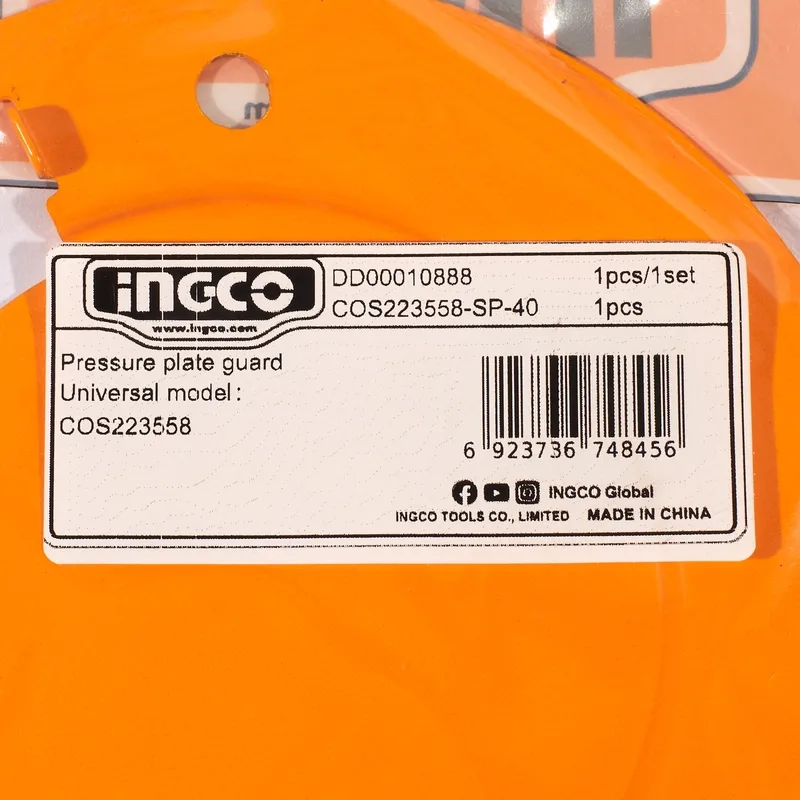 INGCO
www.ingco.com
DD00010888 1pcs/1set
COS223558-SP-40 1pcs
Pressure plate guard
Universal model:
COS223558
6 923736 748456
INGCO Global
INGCO TOOLS CO., LIMITED MADE IN CHINA